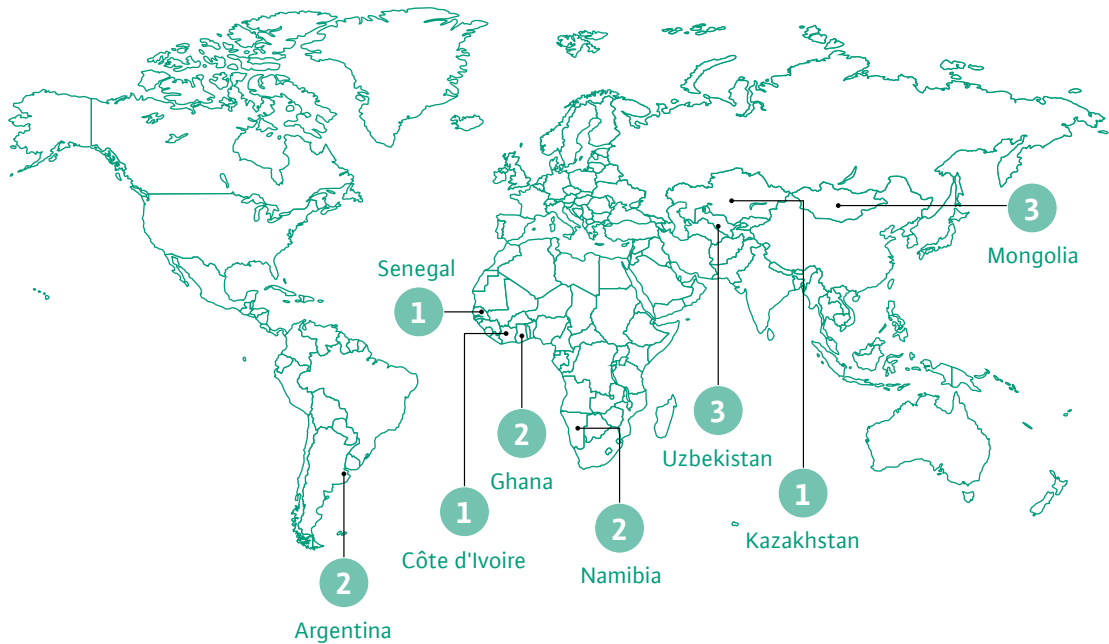 3
Mongolia
Senegal
1
3
Uzbekistan
2
Ghana
1
Kazakhstan
1
Côte d'Ivoire
2
Namibia
2
Argentina